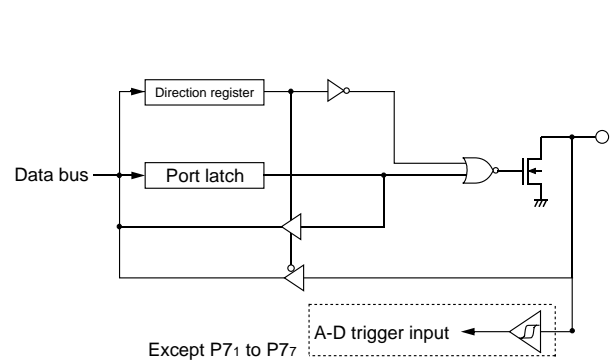 Direction register
Data bus
Port latch
A-D trigger input
Except P71 to P77